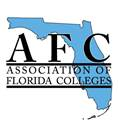 AFC
ASSOCIATION OF
FLORIDA COLLEGES